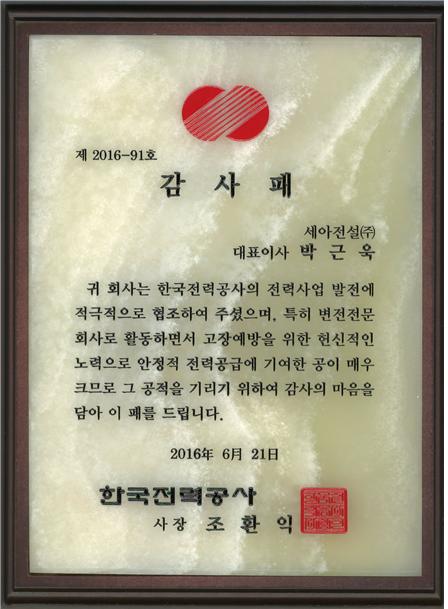 제 2016-91호
감 사 패
세아전설(주)
대표이사 박 근 욱
귀 회사는 한국전력공사의 전력사업 발전에
적극적으로 협조하여 주셨으며, 특히 변전전문
회사로 활동하면서 고장예방을 위한 헌신적인
노력으로 안정적 전력공급에 기여한 공이 매우
크므로 그 공적을 기리기 위하여 감사의 마음을
담아 이 패를 드립니다.
2016年 6月 21日
한국전력공사
사장 조 환 익